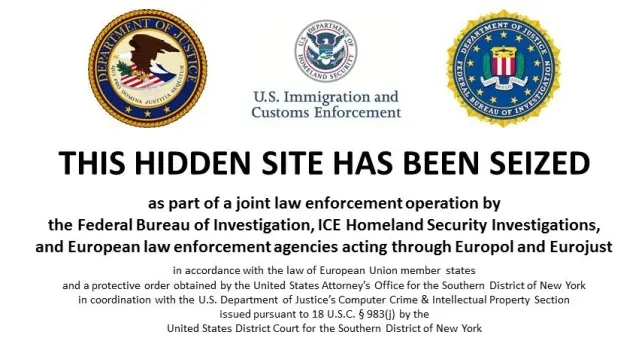 DEPARTMENT OF JUSTICE
QUI PRO DOMINA JUSTITIA SEQUITUR
U.S. DEPARTMENT OF
HOMELAND SECURITY
DEPARTMENT OF JUSTICE
FEDERAL BUREAU OF INVESTIGATION
U.S. Immigration and
Customs Enforcement
THIS HIDDEN SITE HAS BEEN SEIZED
as part of a joint law enforcement operation by
the Federal Bureau of Investigation, ICE Homeland Security Investigations,
and European law enforcement agencies acting through Europol and Eurojust
in accordance with the law of European Union member states
and a protective order obtained by the United States Attorney’s Office for the Southern District of New York
in coordination with the U.S. Department of Justice’s Computer Crime & Intellectual Property Section
issued pursuant to 18 U.S.C. § 983(j) by the
United States District Court for the Southern District of New York